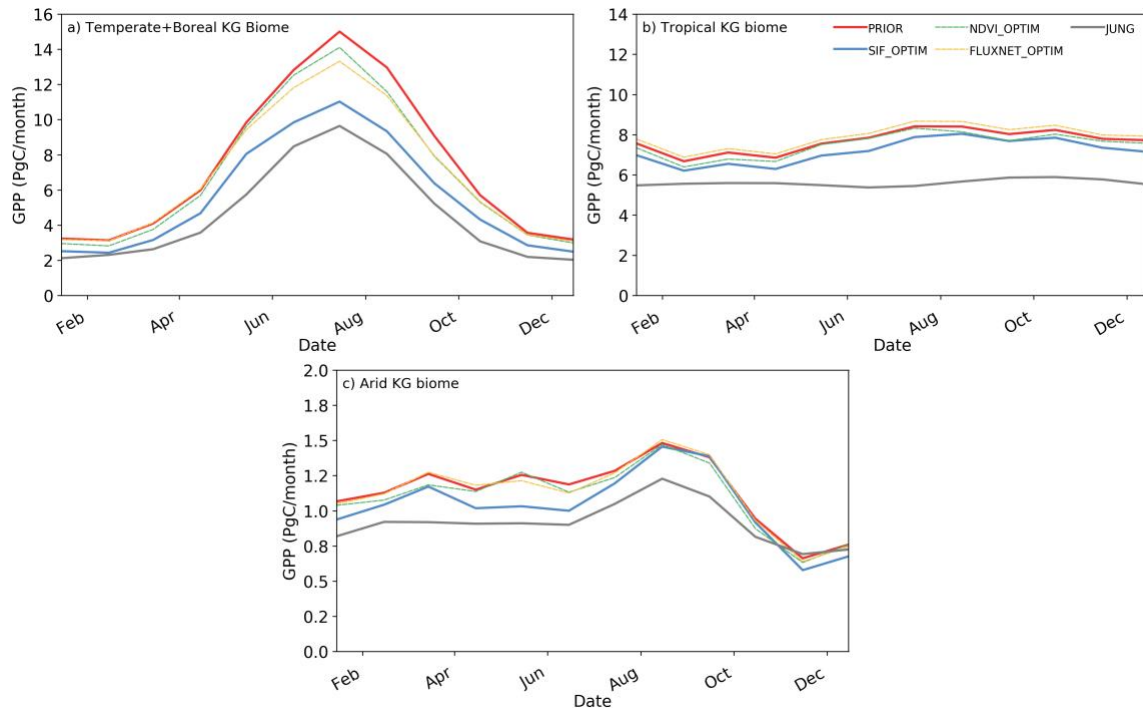 a) Temperate+Boreal KG Biome
GPP (PgC/month)
16
14
12
10
8
6
4
2
0
Feb
Apr
Jun
Aug
Oct
Dec
Date
b) Tropical KG biome
PRIOR
SIF_OPTIM
NDVI_OPTIM
FLUXNET_OPTIM
JUNG
GPP (PgC/month)
14
12
10
8
6
4
2
0
Feb
Apr
Jun
Aug
Oct
Dec
Date
c) Arid KG biome
GPP (PgC/month)
2.0
1.8
1.5
1.2
1.0
0.8
0.5
0.2
0.0
Feb
Apr
Jun
Aug
Oct
Dec
Date